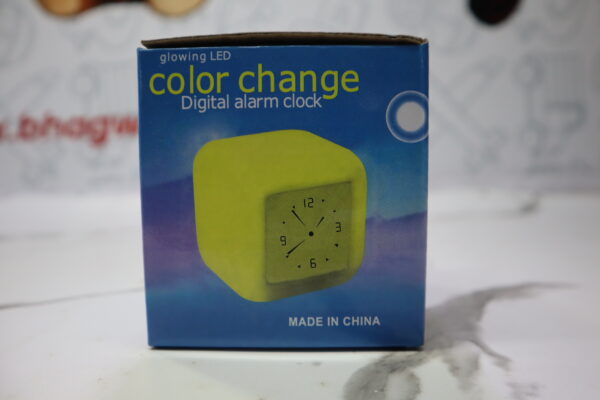 glowing LED
color change
Digital alarm clock
12
9 3
6
MADE IN CHINA